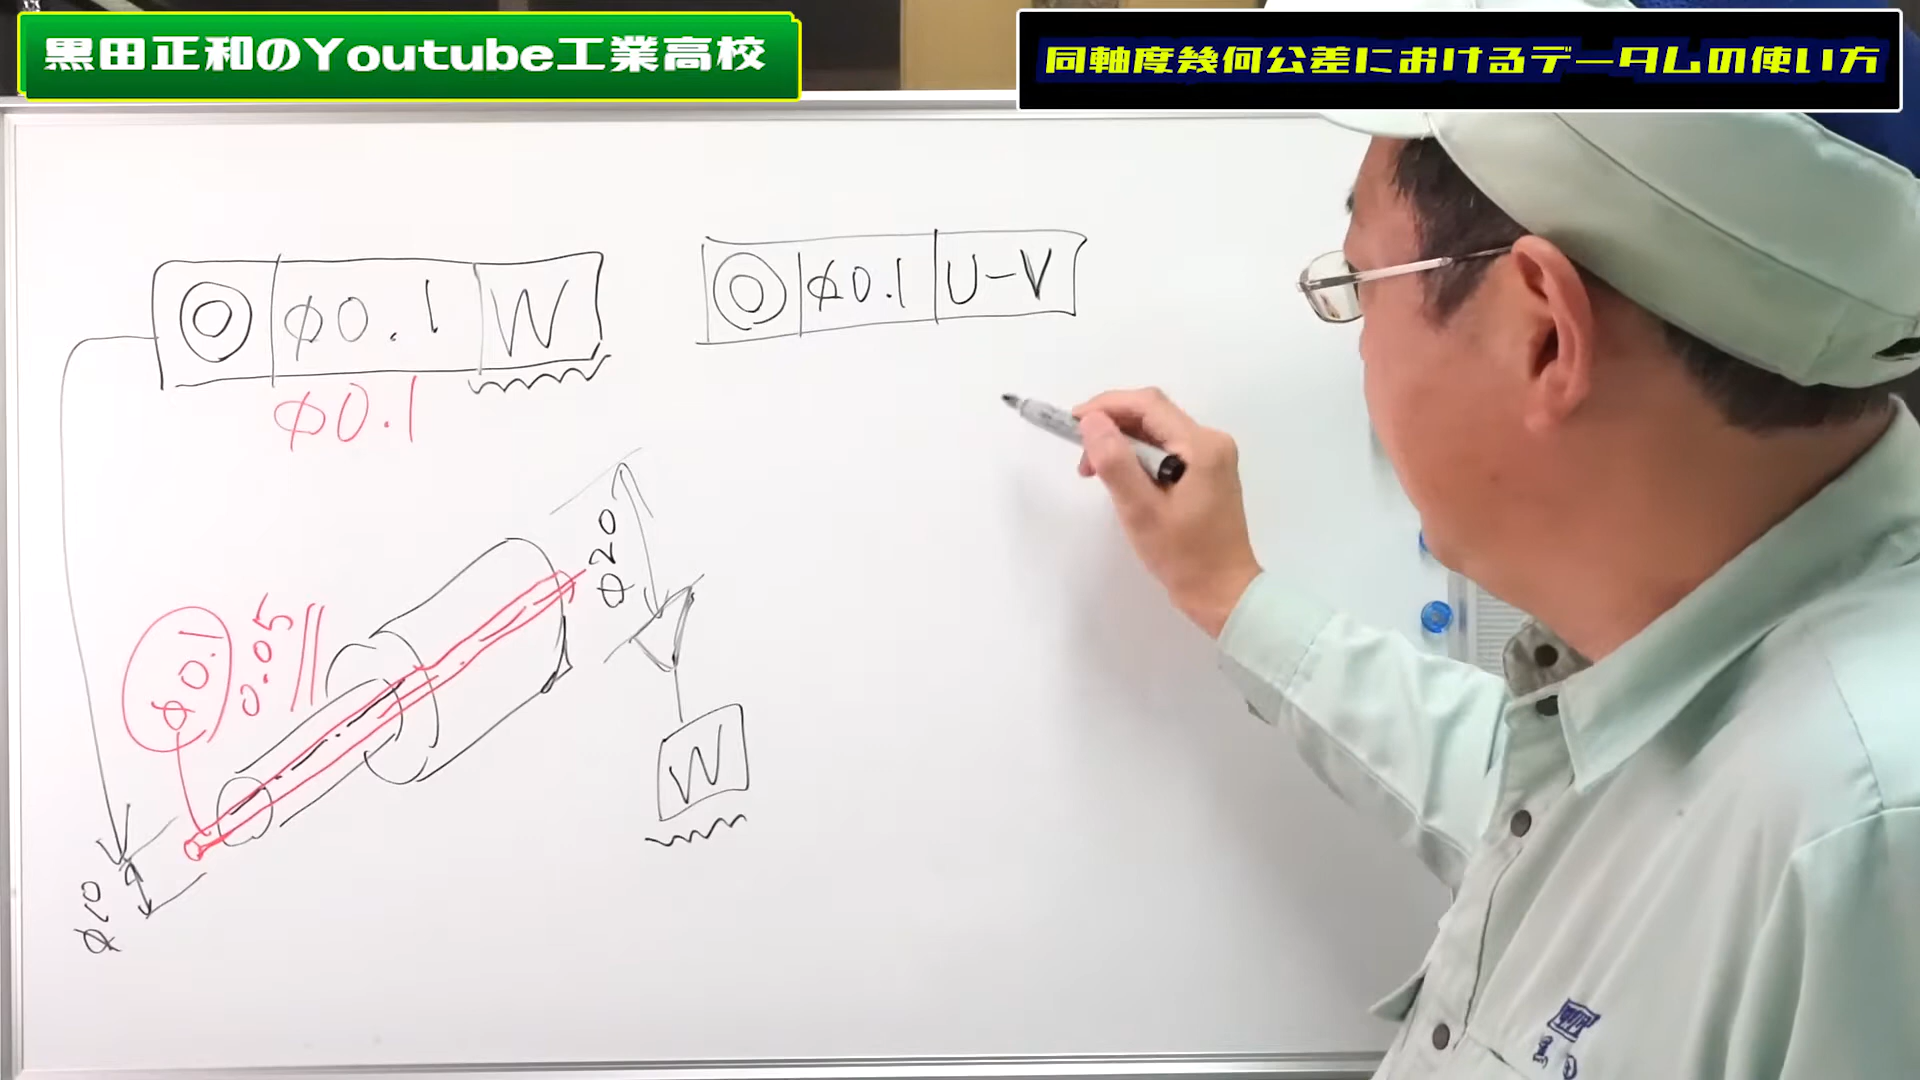 黒田正和のYoutube工業高校
同軸度幾何公差におけるデータムの使い方
◎ φ0.1 W
◎ φ0.1 U-V
φ0.1
φ20
φ0.1
0.05
//
W
φ10